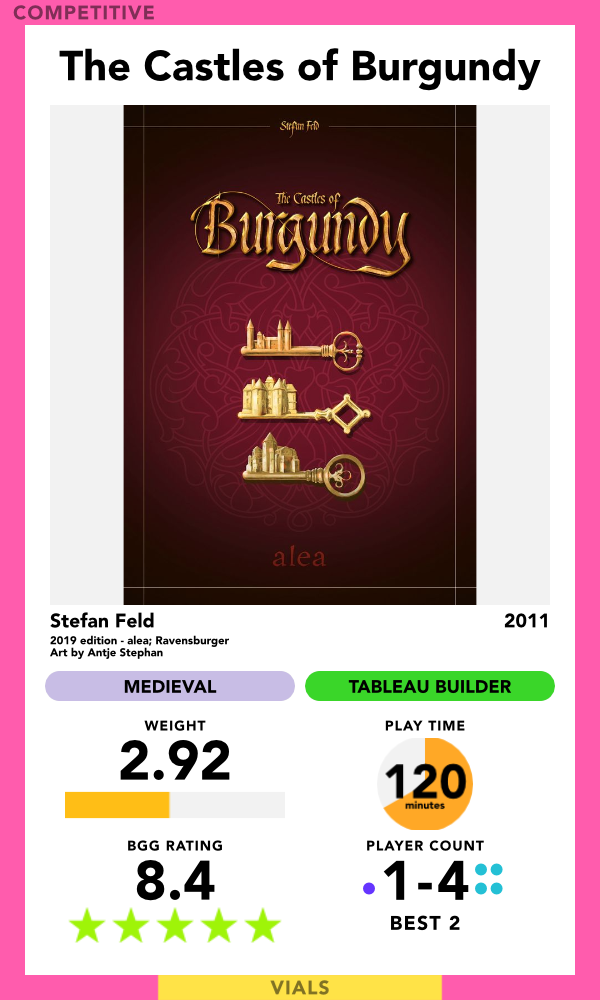 COMPETITIVE
The Castles of Burgundy
Stefan Feld
The Castles of
Burgundy
alea
Stefan Feld 2011
2019 edition - alea; Ravensburger
Art by Antje Stephan
MEDIEVAL TABLEAU BUILDER
WEIGHT PLAY TIME
2.92 120
minutes
BGG RATING PLAYER COUNT
8.4 1-4
BEST 2
VIALS